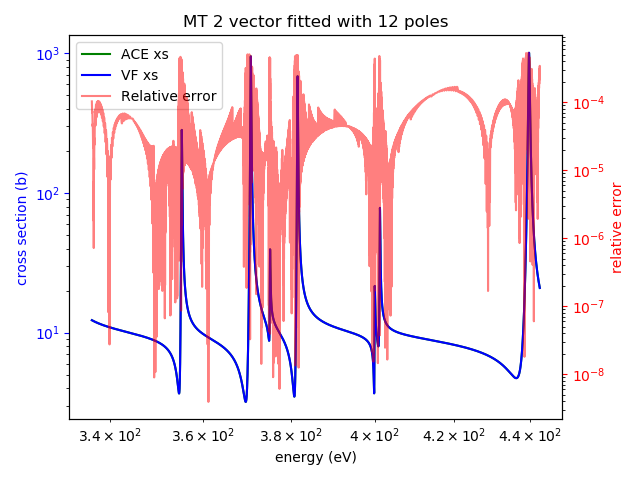 MT 2 vector fitted with 12 poles
ACE xs
VF xs
Relative error
cross section (b)
10³
10²
10¹
10⁻⁴
10⁻⁵
10⁻⁶
10⁻⁷
10⁻⁸
relative error
3.4 × 10² 3.6 × 10² 3.8 × 10² 4 × 10² 4.2 × 10² 4.4 × 10²
energy (eV)